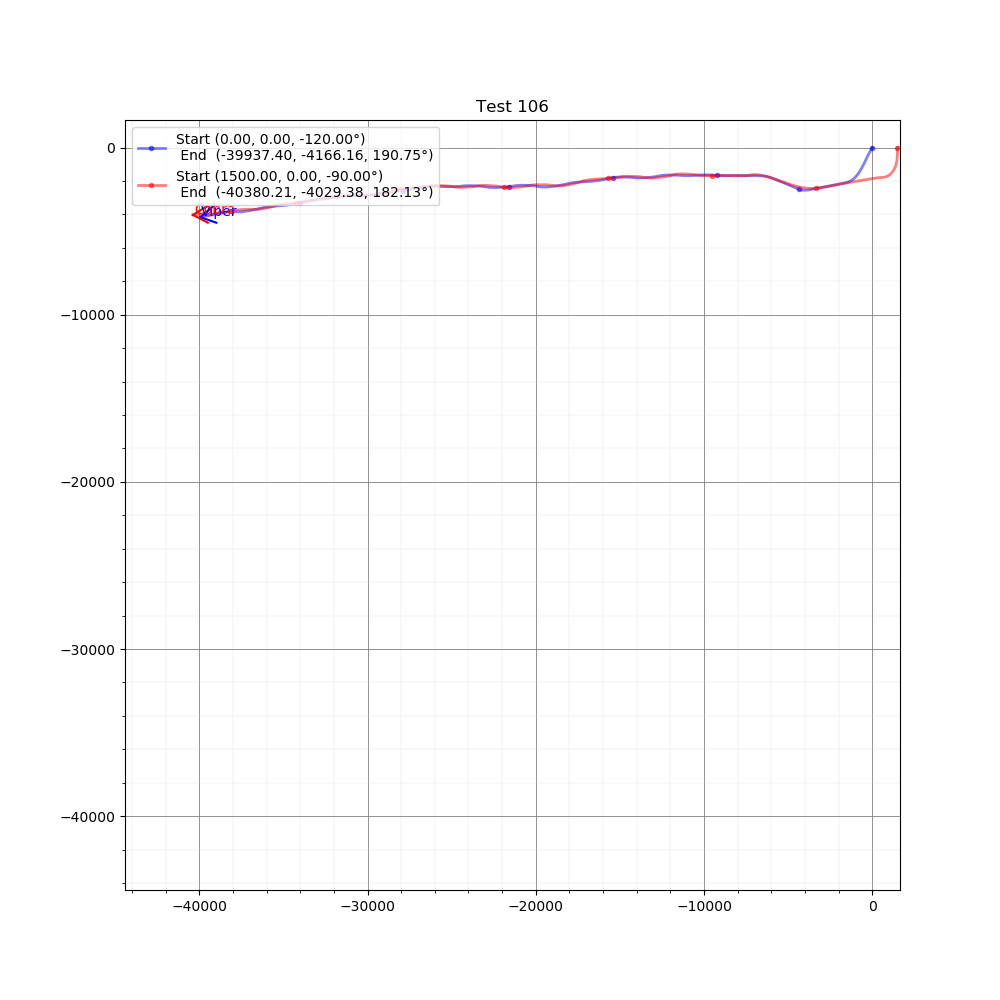 Test 106
Start (0.00, 0.00, -120.00°)
End (-39937.40, -4166.16, 190.75°)
Start (1500.00, 0.00, -90.00°)
End (-40380.21, -4029.38, 182.13°)
0
−10000
−20000
−30000
−40000
−40000
−30000
−20000
−10000
0